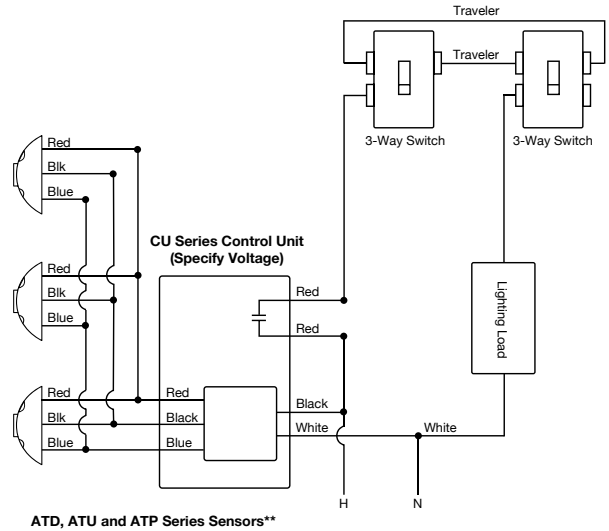 Traveler
Traveler
3-Way Switch
3-Way Switch
Red
Blk
Blue
CU Series Control Unit
(Specify Voltage)
Red
Blk
Blue
Red
Red
Lighting Load
Red
Blk
Blue
Red
Black
Blue
Black
White
White
H
N
ATD, ATU and ATP Series Sensors**